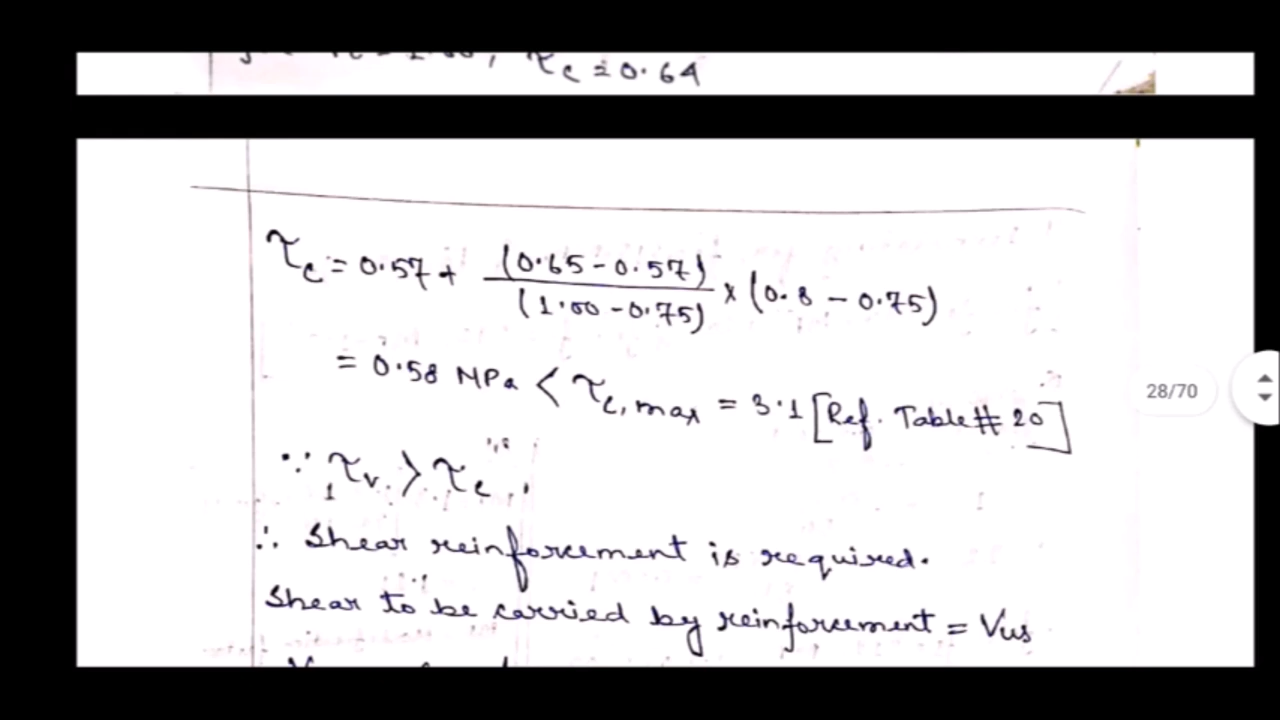 τc = 0.64
τc = 0.57 + (0.65 - 0.57) / (1.00 - 0.75) × (0.8 - 0.75)
= 0.58 MPa < τc,max = 3.1 [Ref. Table # 20]
∵ τv > τc
∴ Shear reinforcement is required.
28/70
Shear to be carried by reinforcement = Vus